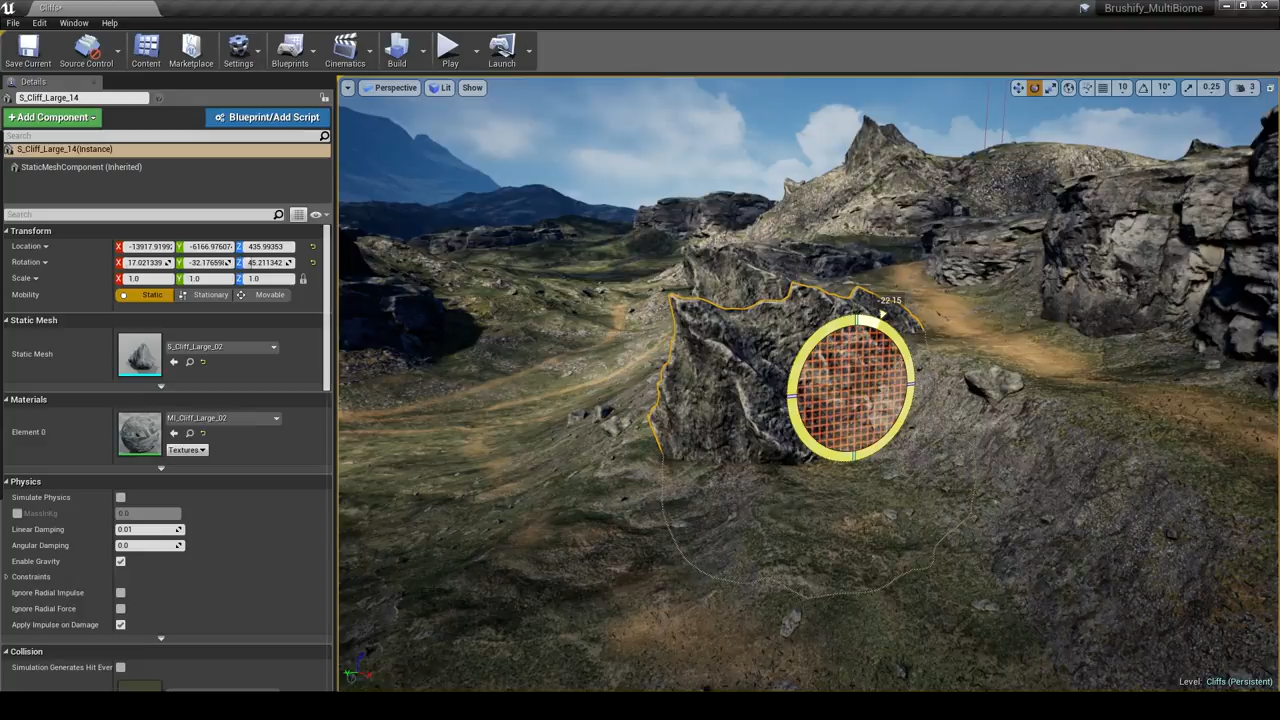 Cliffs*
Brushify_MultiBiome
File Edit Window Help
Save Current Source Control Content Marketplace Settings Blueprints Cinematics Build Play Launch
Details
S_Cliff_Large_14
+Add Component
Blueprint/Add Script
Search
S_Cliff_Large_14(Instance)
StaticMeshComponent (Inherited)
Search
Transform
Location X -13917.9199 Y -6166.97607 Z 435.99353
Rotation X 17.021339 Y -32.17659 Z 45.211342
Scale X 1.0 Y 1.0 Z 1.0
Mobility Static Stationary Movable
Static Mesh
Static Mesh S_Cliff_Large_02
Materials
Element 0 MI_Cliff_Large_02
Textures
Physics
Simulate Physics
MassInKg 0.0
Linear Damping 0.01
Angular Damping 0.0
Enable Gravity
Constraints
Ignore Radial Impulse
Ignore Radial Force
Apply Impulse on Damage
Collision
Simulation Generates Hit Ever
Perspective Lit Show
10 10° 0.25 3
-22.15
Level: Cliffs (Persistent)